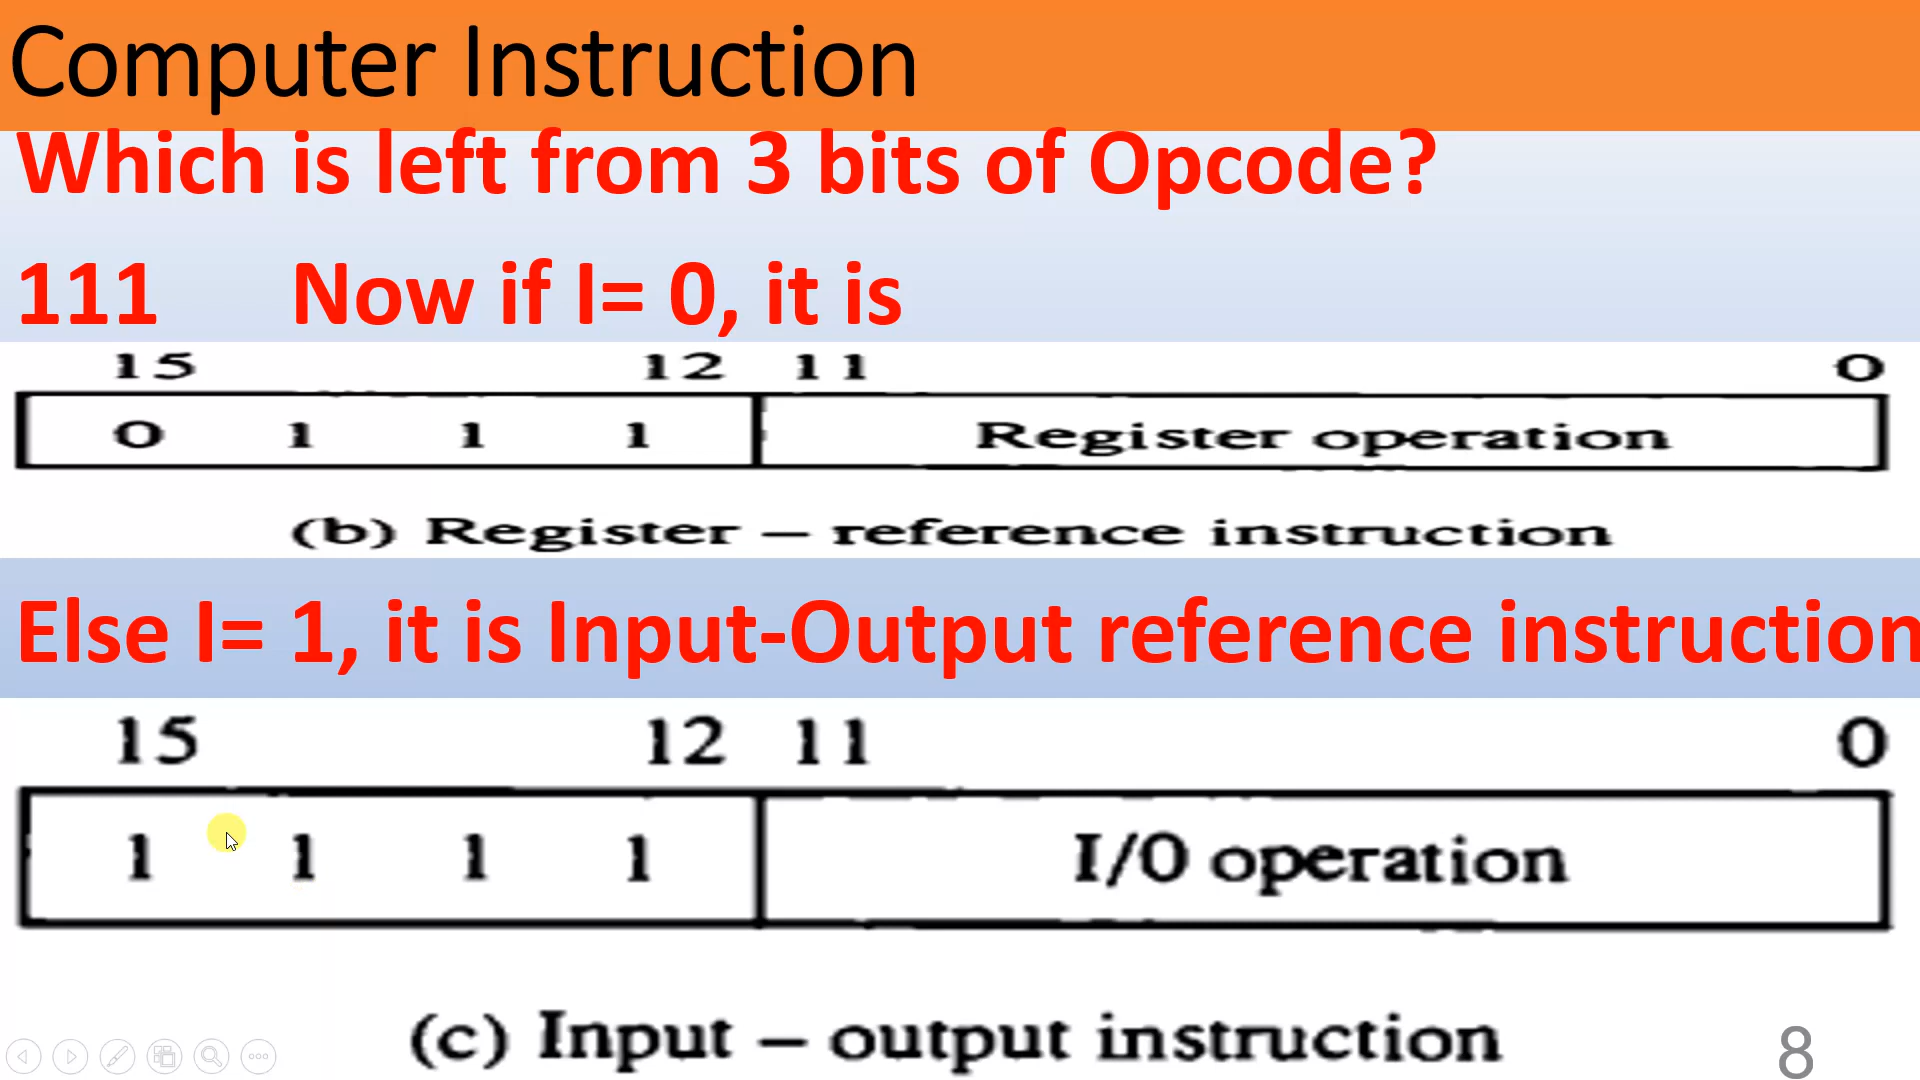 Computer Instruction
Which is left from 3 bits of Opcode?
111 Now if I= 0, it is
15 12 11 0
0 1 1 1 Register operation
(b) Register – reference instruction
Else I= 1, it is Input-Output reference instruction
15 12 11 0
1 1 1 1 I/O operation
(c) Input – output instruction
8